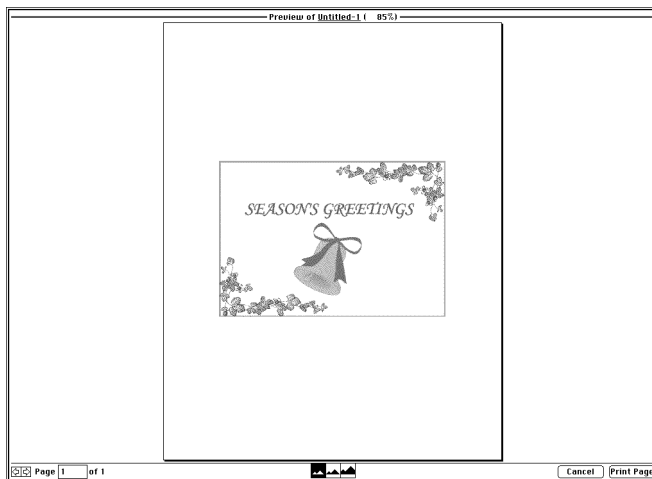 Preview of Untitled-1 ( 85%)
SEASON'S GREETINGS
Page 1 of 1
Cancel
Print Page